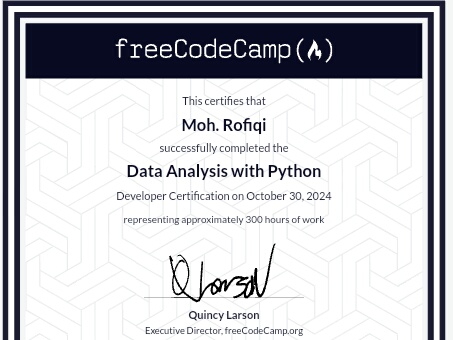 freeCodeCamp(🔥)
This certifies that
Moh. Rofiqi
successfully completed the
Data Analysis with Python
Developer Certification on October 30, 2024
representing approximately 300 hours of work
Q Larson
Quincy Larson
Executive Director, freeCodeCamp.org